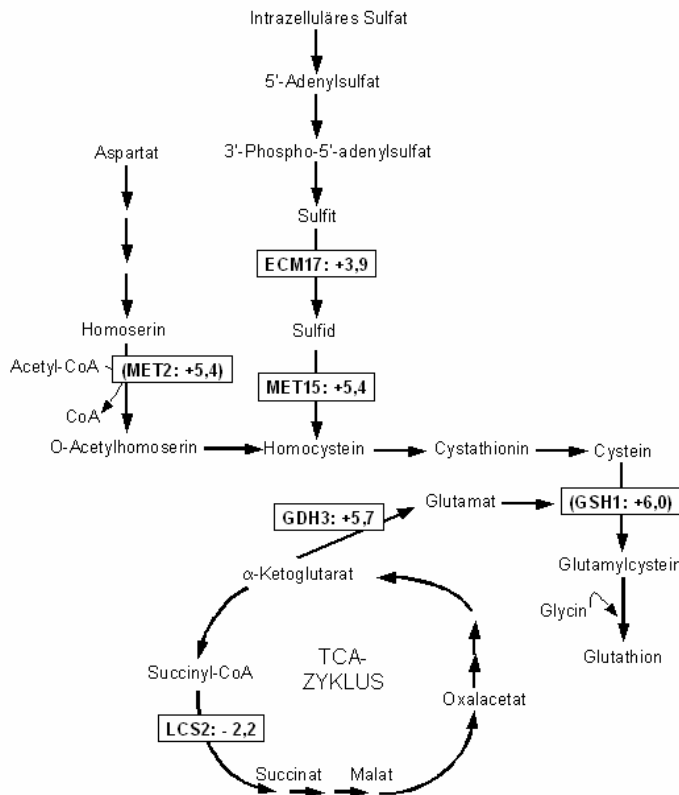 Intrazelluläres Sulfat
5'-Adenylsulfat
Aspartat
3'-Phospho-5'-adenylsulfat
Sulfit
ECM17: +3,9
Homoserin
Sulfid
Acetyl-CoA
(MET2: +5,4)
MET15: +5,4
CoA
O-Acetylhomoserin
Homocystein
Cystathionin
Cystein
Glutamat
(GSH1: +6,0)
GDH3: +5,7
α-Ketoglutarat
Glutamylcystein
Glycin
Glutathion
Succinyl-CoA
TCA-
ZYKLUS
Oxalacetat
LCS2: - 2,2
Succinat
Malat